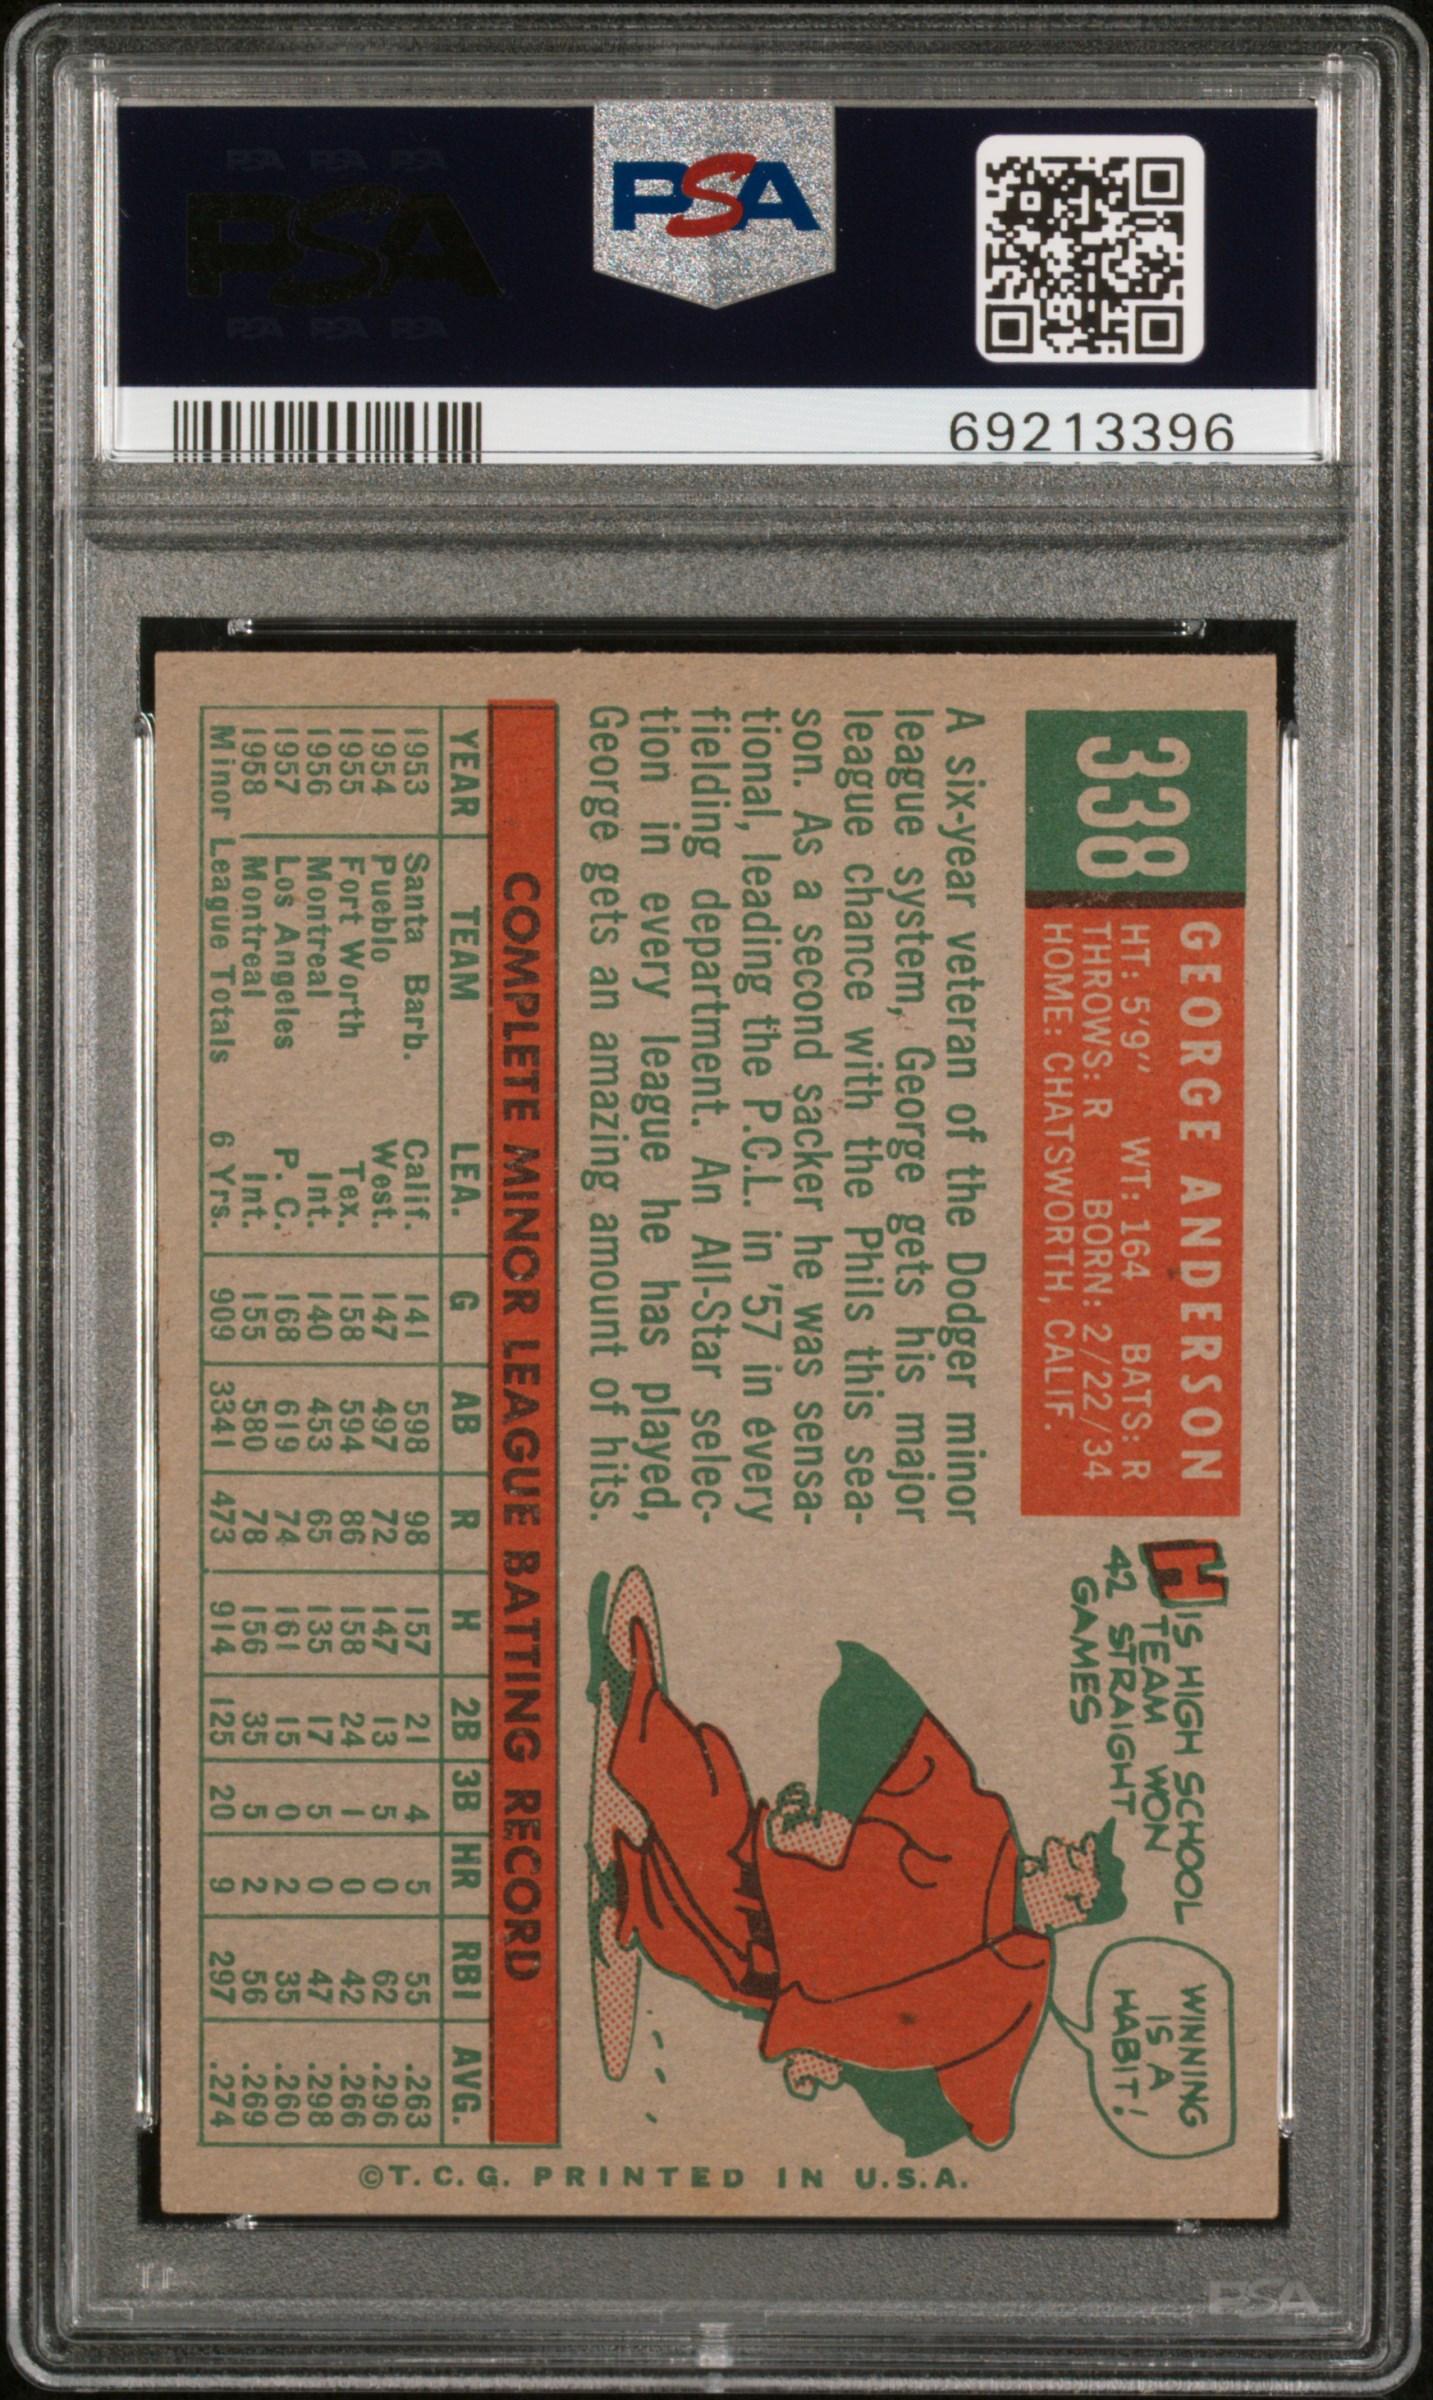 PSA PSA PSA
PSA
PSA PSA PSA
PSA
69213396
338
GEORGE ANDERSON
HT: 5'9" WT: 164 BATS: R
THROWS: R BORN: 2/22/34
HOME: CHATSWORTH, CALIF.
A six-year veteran of the Dodger minor
league system, George gets his major
league chance with the Phils this sea-
son. As a second sacker he was sensa-
tional, leading the P.C.L. in '57 in every
fielding department. An All-Star selec-
tion in every league he has played,
George gets an amazing amount of hits.
HIS HIGH SCHOOL
TEAM WON
42 STRAIGHT
GAMES
WINNING
IS A
HABIT!
COMPLETE MINOR LEAGUE BATTING RECORD
YEAR TEAM LEA. G AB R H 2B 3B HR RBI AVG.
1953 Santa Barb. Calif. 141 598 98 157 21 4 5 55 .263
1954 Pueblo West. 147 497 72 147 13 5 0 62 .296
1955 Fort Worth Tex. 158 594 86 158 24 1 0 42 .266
1956 Montreal Int. 140 453 65 135 17 5 0 47 .298
1957 Los Angeles P. C. 168 619 74 161 15 0 2 35 .260
1958 Montreal Int. 155 580 78 156 35 5 2 56 .269
Minor League Totals 6 Yrs. 909 3341 473 914 125 20 9 297 .274
©T. C. G. PRINTED IN U.S.A.
PSA